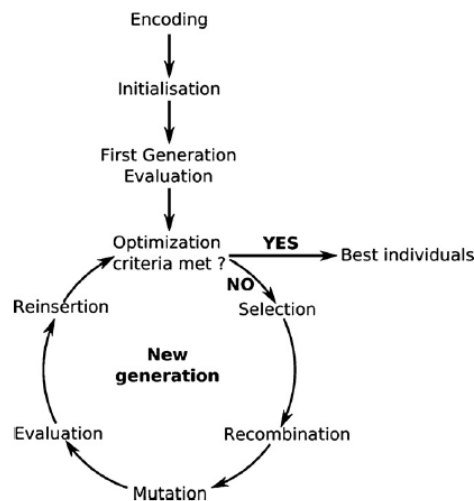 Encoding
Initialisation
First Generation
Evaluation
Optimization
criteria met ?
YES
Best individuals
NO
Selection
Reinsertion
New
generation
Evaluation
Recombination
Mutation